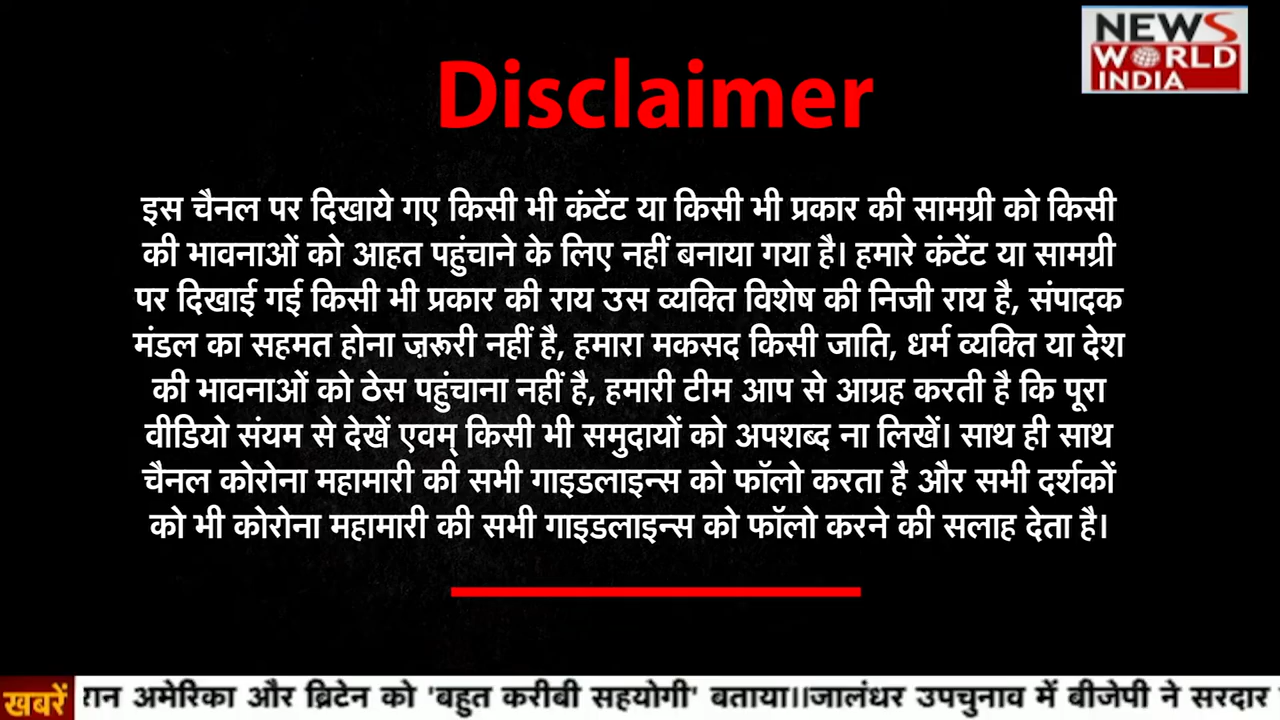 NEWS
WORLD
INDIA
Disclaimer
इस चैनल पर दिखाये गए किसी भी कंटेंट या किसी भी प्रकार की सामग्री को किसी
की भावनाओं को आहत पहुंचाने के लिए नहीं बनाया गया है। हमारे कंटेंट या सामग्री
पर दिखाई गई किसी भी प्रकार की राय उस व्यक्ति विशेष की निजी राय है, संपादक
मंडल का सहमत होना ज़रूरी नहीं है, हमारा मकसद किसी जाति, धर्म व्यक्ति या देश
की भावनाओं को ठेस पहुंचाना नहीं है, हमारी टीम आप से आग्रह करती है कि पूरा
वीडियो संयम से देखें एवम् किसी भी समुदायों को अपशब्द ना लिखें। साथ ही साथ
चैनल कोरोना महामारी की सभी गाइडलाइन्स को फॉलो करता है और सभी दर्शकों
को भी कोरोना महामारी की सभी गाइडलाइन्स को फॉलो करने की सलाह देता है।
खबरें रान अमेरिका और ब्रिटेन को 'बहुत करीबी सहयोगी' बताया।।जालंधर उपचुनाव में बीजेपी ने सरदार